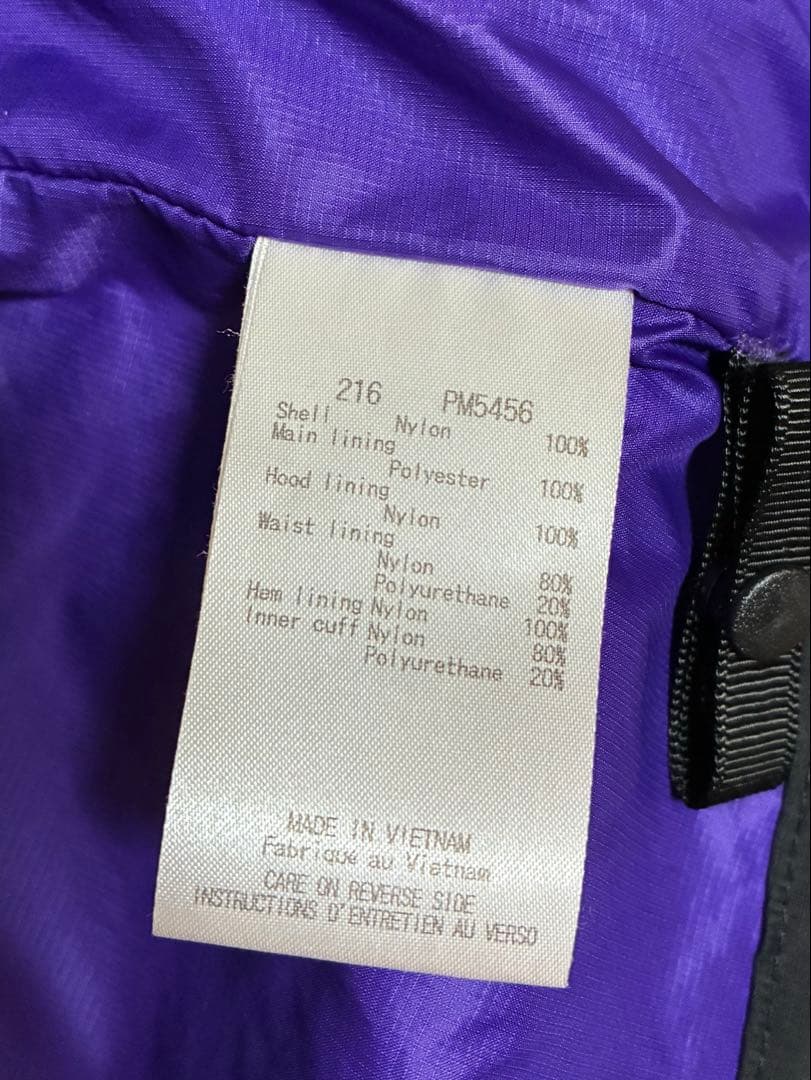 216 PM5456
Shell Nylon 100%
Main lining
Polyester 100%
Hood lining
Nylon 100%
Waist lining
Nylon 80%
Polyurethane 20%
Hem lining Nylon 100%
Inner cuff Nylon 80%
Polyurethane 20%
MADE IN VIETNAM
Fabriqué au Vietnam
CARE ON REVERSE SIDE
INSTRUCTIONS D'ENTRETIEN AU VERSO